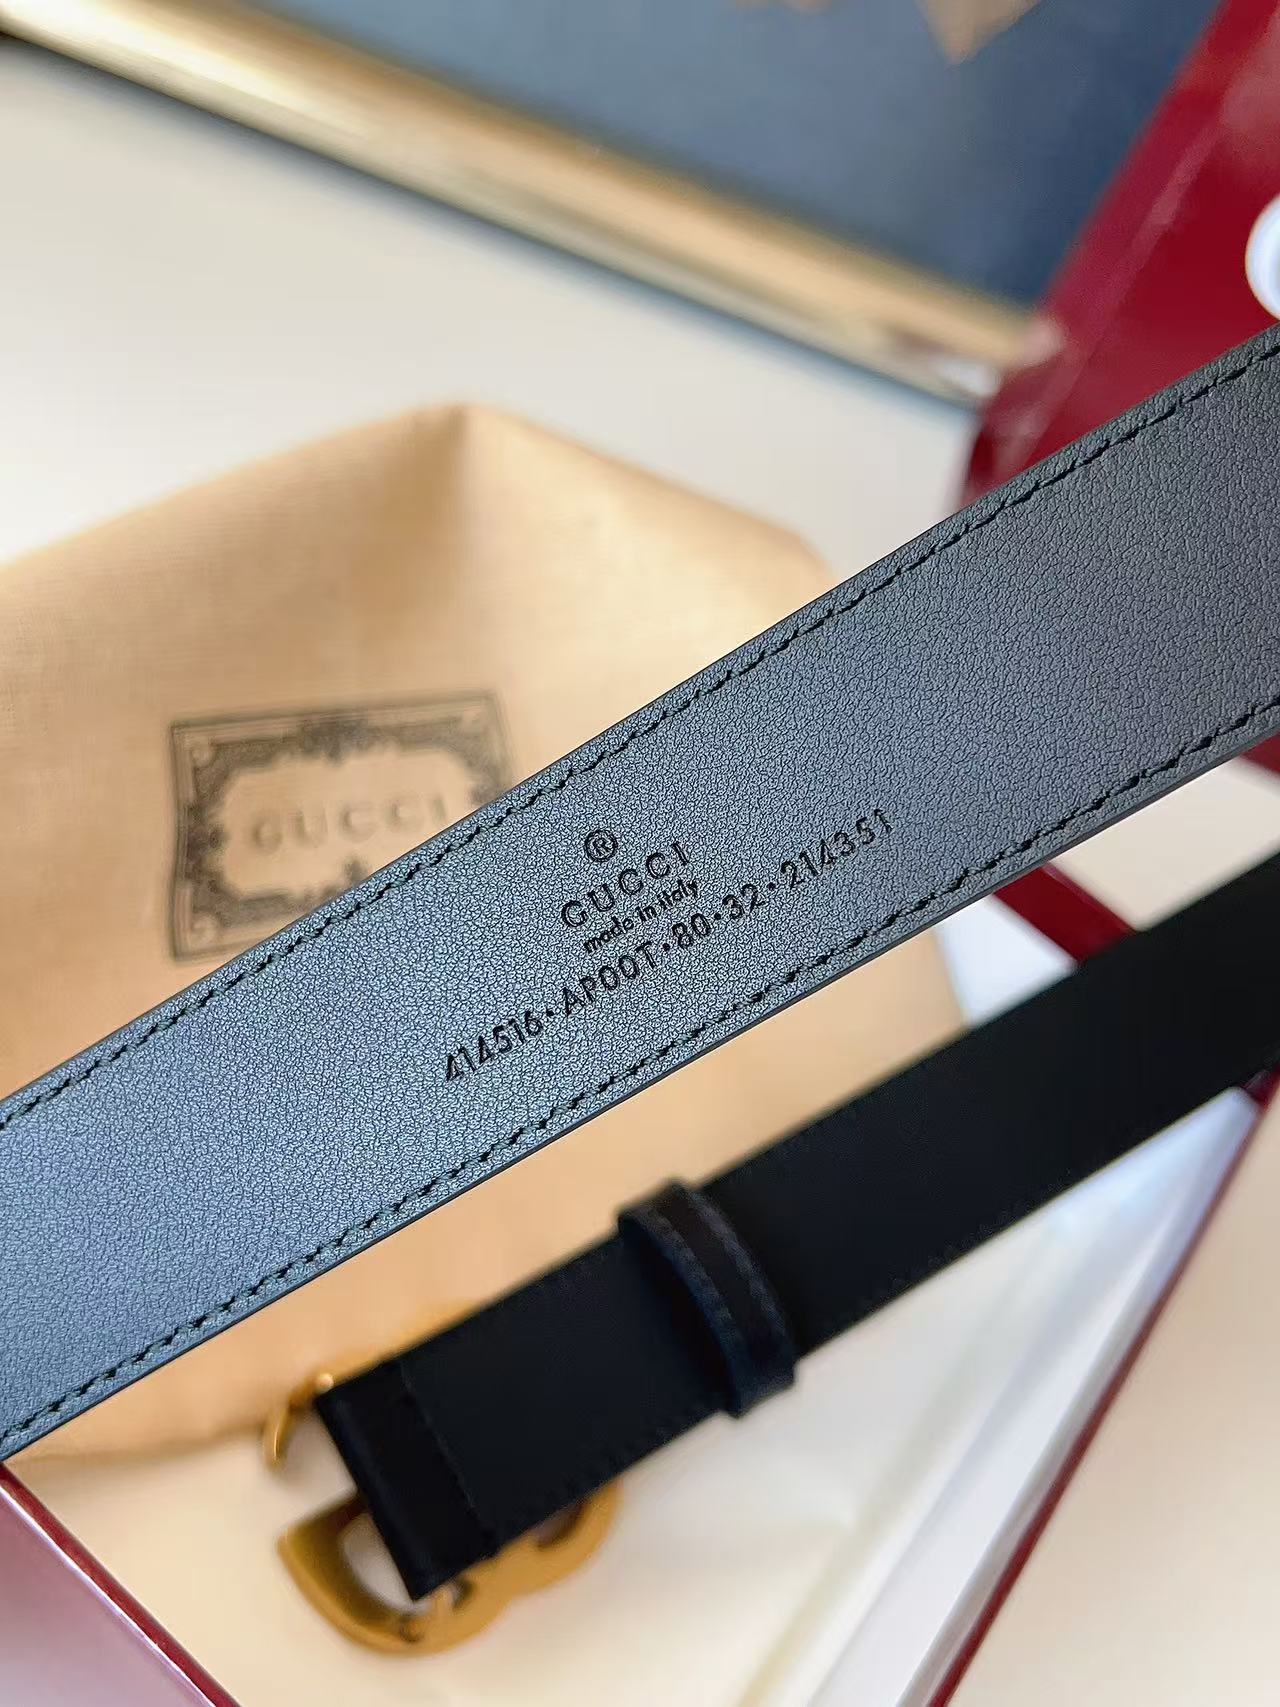 GUCCI
®
GUCCI
made in italy
414516·AP00T·80·32·214351